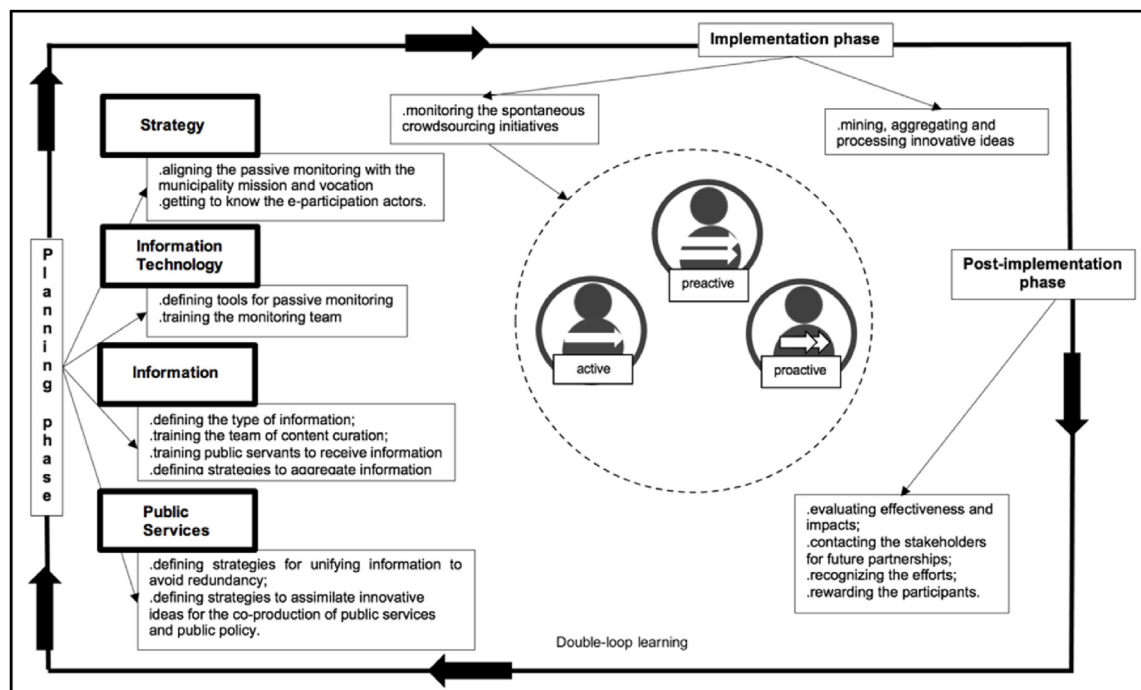 Implementation phase
.monitoring the spontaneous
crowdsourcing initiatives
.mining, aggregating and
processing innovative ideas
Planning phase
Strategy
.aligning the passive monitoring with the
municipality mission and vocation
.getting to know the e-participation actors.
Information
Technology
.defining tools for passive monitoring
.training the monitoring team
Information
.defining the type of information;
.training the team of content curation;
.training public servants to receive information
.defining strategies to aggregate information
Public
Services
.defining strategies for unifying information to
avoid redundancy;
.defining strategies to assimilate innovative
ideas for the co-production of public services
and public policy.
preactive
active
proactive
Post-implementation
phase
.evaluating effectiveness and
impacts;
.contacting the stakeholders
for future partnerships;
.recognizing the efforts;
.rewarding the participants.
Double-loop learning